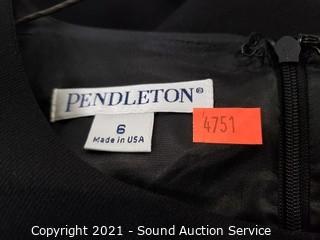 PENDLETON®
6
Made in USA
4751
Copyright 2021 - Sound Auction Service